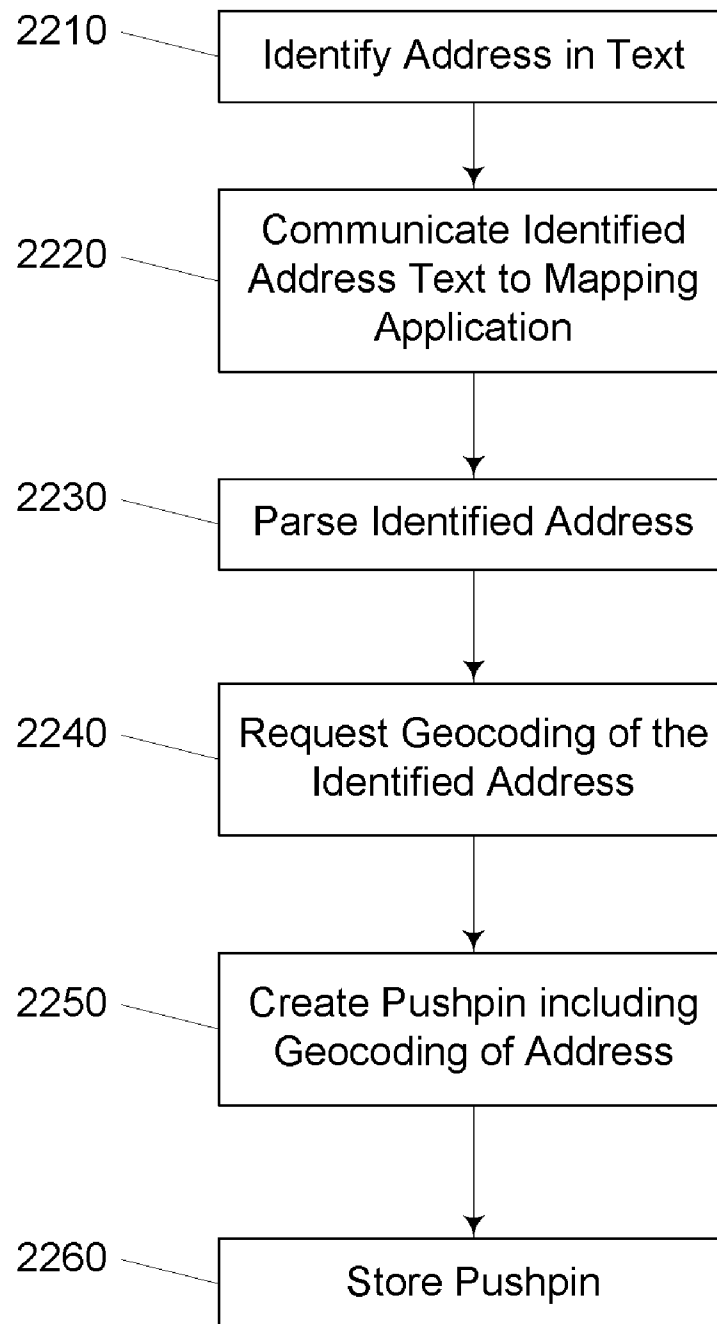 2210
Identify Address in Text
2220
Communicate Identified
Address Text to Mapping
Application
2230
Parse Identified Address
2240
Request Geocoding of the
Identified Address
2250
Create Pushpin including
Geocoding of Address
2260
Store Pushpin